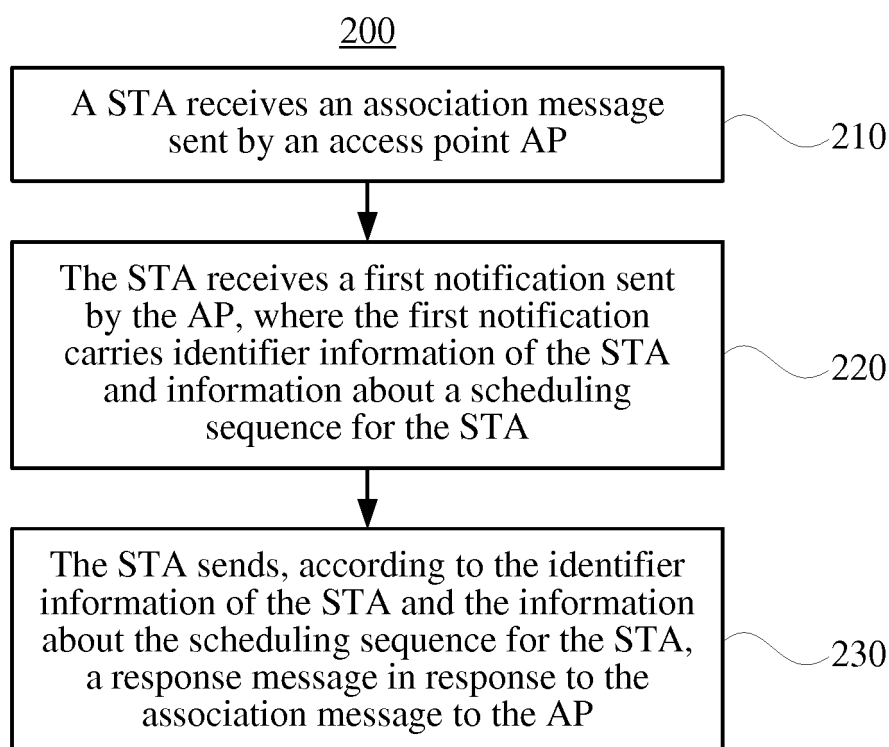 200
A STA receives an association message
sent by an access point AP
210
The STA receives a first notification sent
by the AP, where the first notification
carries identifier information of the STA
and information about a scheduling
sequence for the STA
220
The STA sends, according to the identifier
information of the STA and the information
about the scheduling sequence for the STA,
a response message in response to the
association message to the AP
230